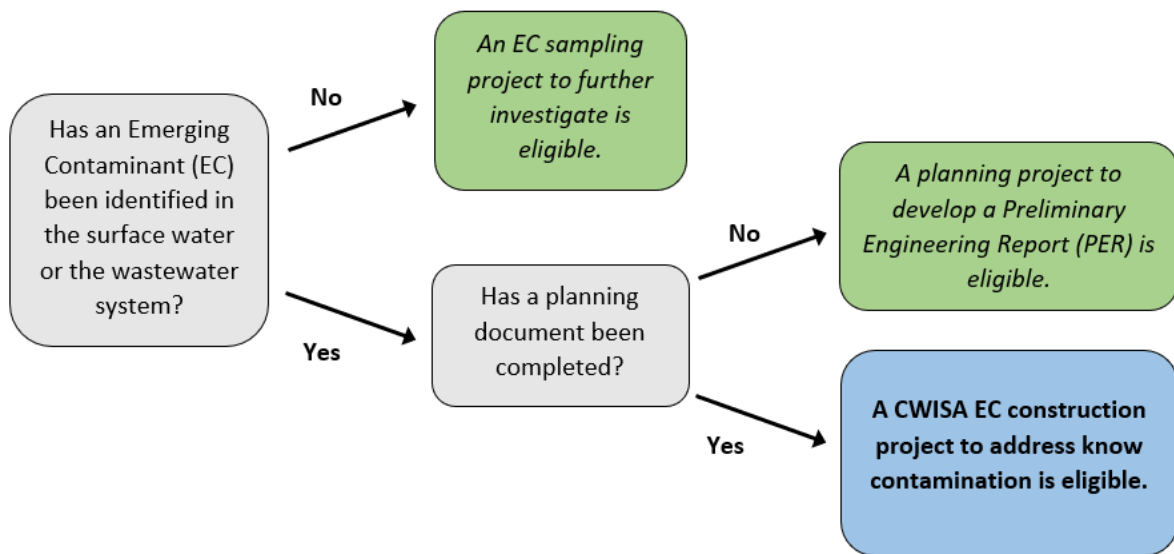 An EC sampling
project to further
investigate is
eligible.
No
Has an Emerging
Contaminant (EC)
been identified in
the surface water
or the wastewater
system?
A planning project to
develop a Preliminary
Engineering Report (PER) is
eligible.
No
Has a planning
document been
completed?
Yes
A CWISA EC construction
project to address know
contamination is eligible.
Yes